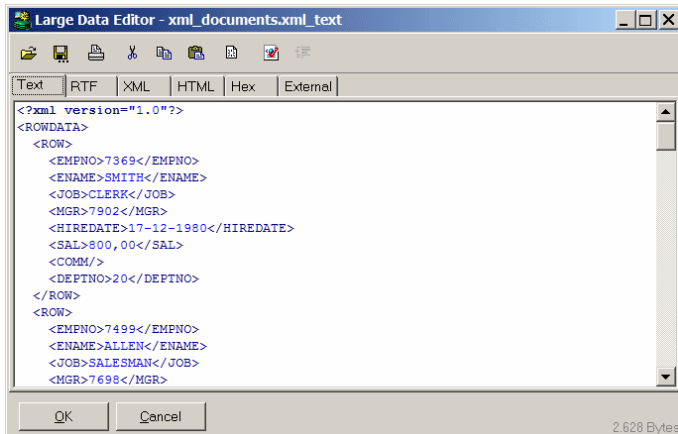 Large Data Editor - xml_documents.xml_text
Text RTF XML HTML Hex External
<?xml version="1.0"?>
<ROWDATA>
<ROW>
<EMPNO>7369</EMPNO>
<ENAME>SMITH</ENAME>
<JOB>CLERK</JOB>
<MGR>7902</MGR>
<HIREDATE>17-12-1980</HIREDATE>
<SAL>800,00</SAL>
<COMM/>
<DEPTNO>20</DEPTNO>
</ROW>
<ROW>
<EMPNO>7499</EMPNO>
<ENAME>ALLEN</ENAME>
<JOB>SALESMAN</JOB>
<MGR>7698</MGR>
OK Cancel
2.628 Bytes